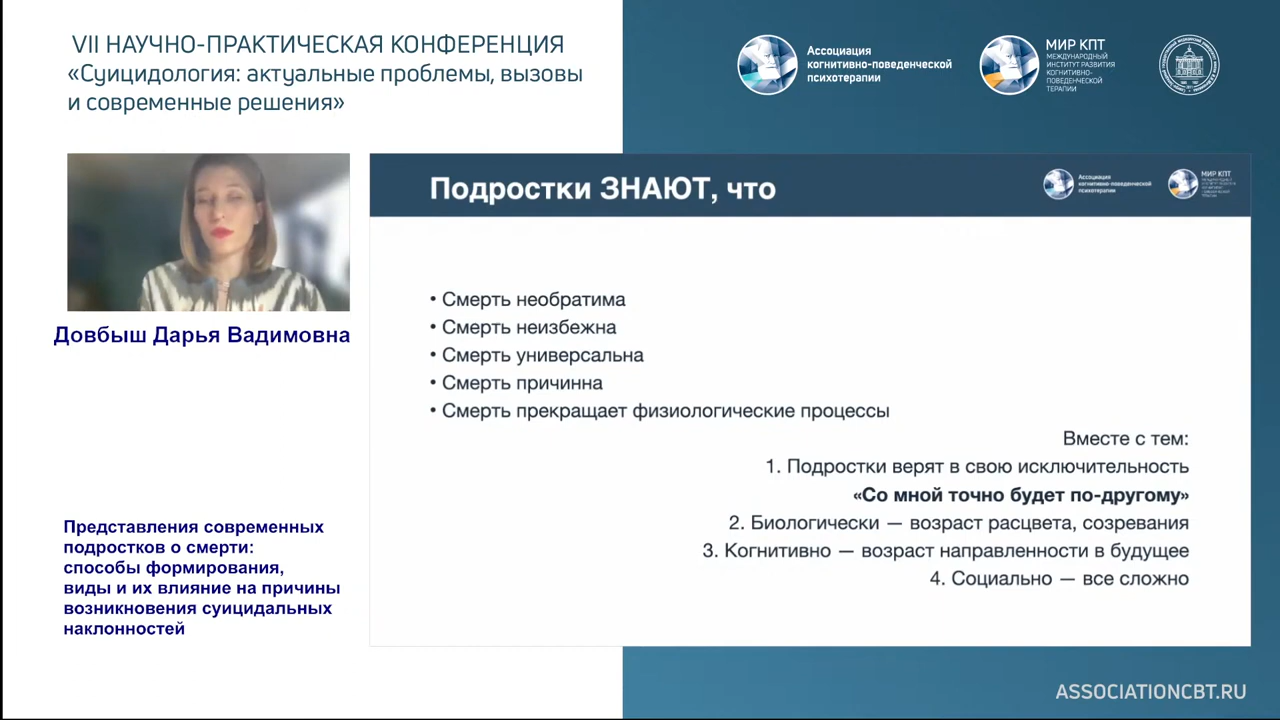 VII НАУЧНО-ПРАКТИЧЕСКАЯ КОНФЕРЕНЦИЯ
«Суицидология: актуальные проблемы, вызовы
и современные решения»
Ассоциация
когнитивно-поведенческой
психотерапии
МИР КПТ
МЕЖДУНАРОДНЫЙ
ИНСТИТУТ РАЗВИТИЯ
КОГНИТИВНО-
ПОВЕДЕНЧЕСКОЙ
ТЕРАПИИ
Довбыш Дарья Вадимовна
Представления современных
подростков о смерти:
способы формирования,
виды и их влияние на причины
возникновения суицидальных
наклонностей
Подростки ЗНАЮТ, что
Ассоциация
когнитивно-поведенческой
психотерапии
МИР КПТ
• Смерть необратима
• Смерть неизбежна
• Смерть универсальна
• Смерть причинна
• Смерть прекращает физиологические процессы
Вместе с тем:
1. Подростки верят в свою исключительность
«Со мной точно будет по-другому»
2. Биологически — возраст расцвета, созревания
3. Когнитивно — возраст направленности в будущее
4. Социально — все сложно
ASSOCIATIONCBT.RU